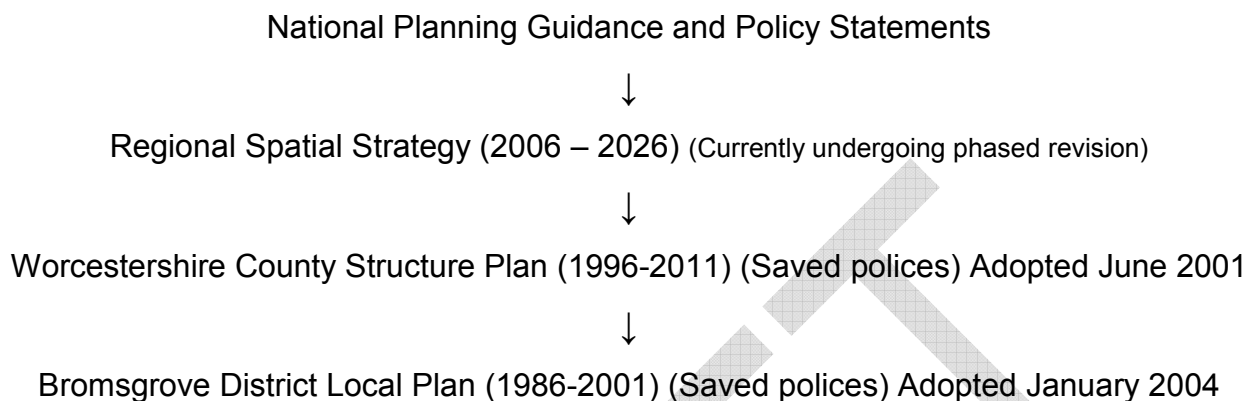 National Planning Guidance and Policy Statements
↓
Regional Spatial Strategy (2006 – 2026) (Currently undergoing phased revision)
↓
Worcestershire County Structure Plan (1996-2011) (Saved polices) Adopted June 2001
↓
Bromsgrove District Local Plan (1986-2001) (Saved polices) Adopted January 2004